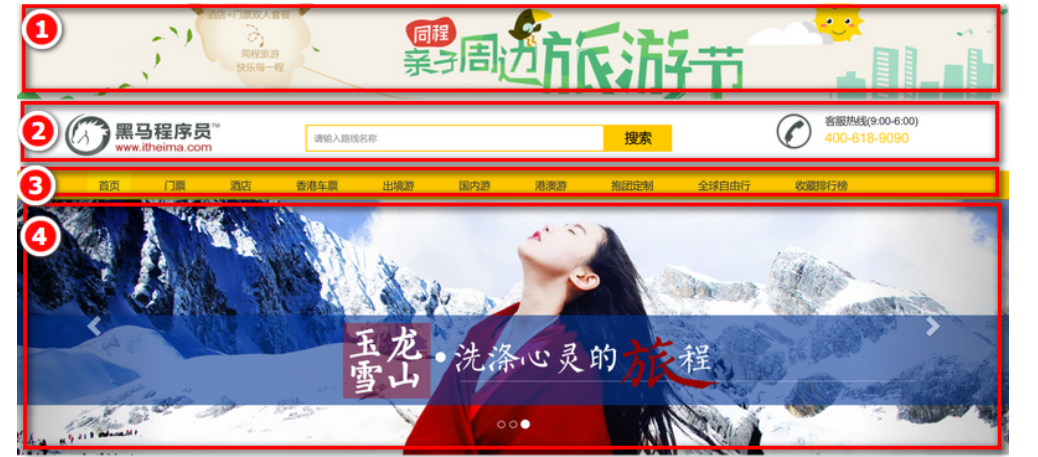 1
酒店+门票双人套餐
同程旅游
快乐每一程
同程
亲子周边旅游节
2
黑马程序员™
www.itheima.com
请输入路线名称
搜索
客服热线(9:00-6:00)
400-618-9090
3
首页 门票 酒店 香港车票 出境游 国内游 港澳游 抱团定制 全球自由行 收藏排行榜
4
玉龙雪山·洗涤心灵的旅程